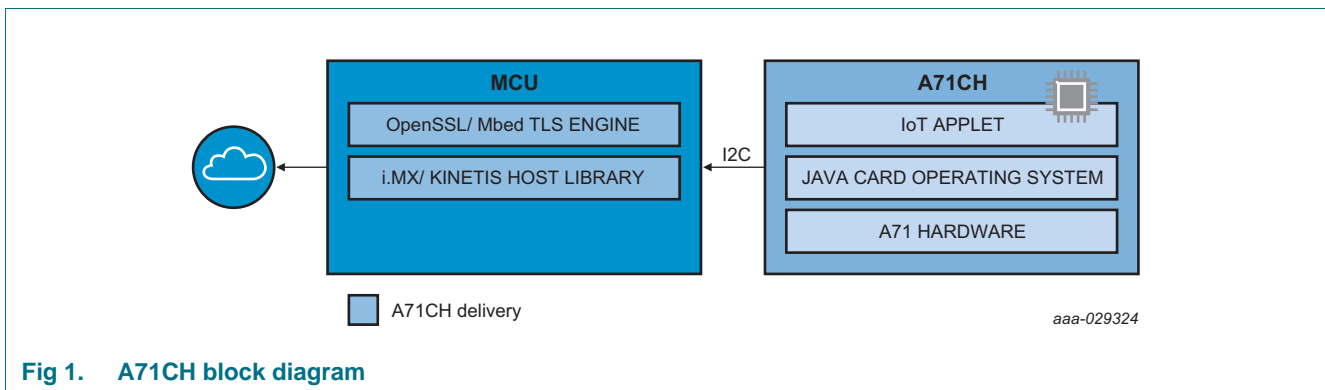 MCU
OpenSSL/ Mbed TLS ENGINE
i.MX/ KINETIS HOST LIBRARY
I2C
A71CH
IoT APPLET
JAVA CARD OPERATING SYSTEM
A71 HARDWARE
A71CH delivery
aaa-029324
Fig 1. A71CH block diagram